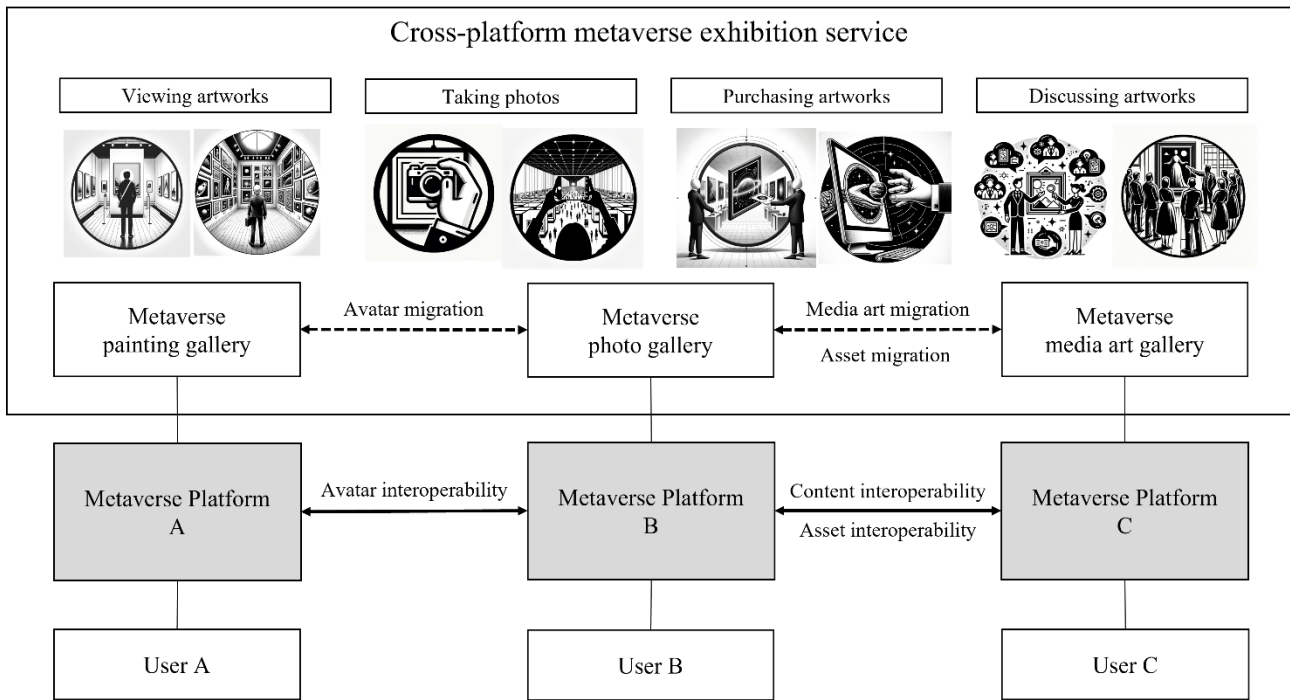 Cross-platform metaverse exhibition service
Viewing artworks
Taking photos
Purchasing artworks
Discussing artworks
Metaverse
painting gallery
Avatar migration
Metaverse
photo gallery
Media art migration
Asset migration
Metaverse
media art gallery
Metaverse Platform
A
Avatar interoperability
Metaverse Platform
B
Content interoperability
Asset interoperability
Metaverse Platform
C
User A
User B
User C